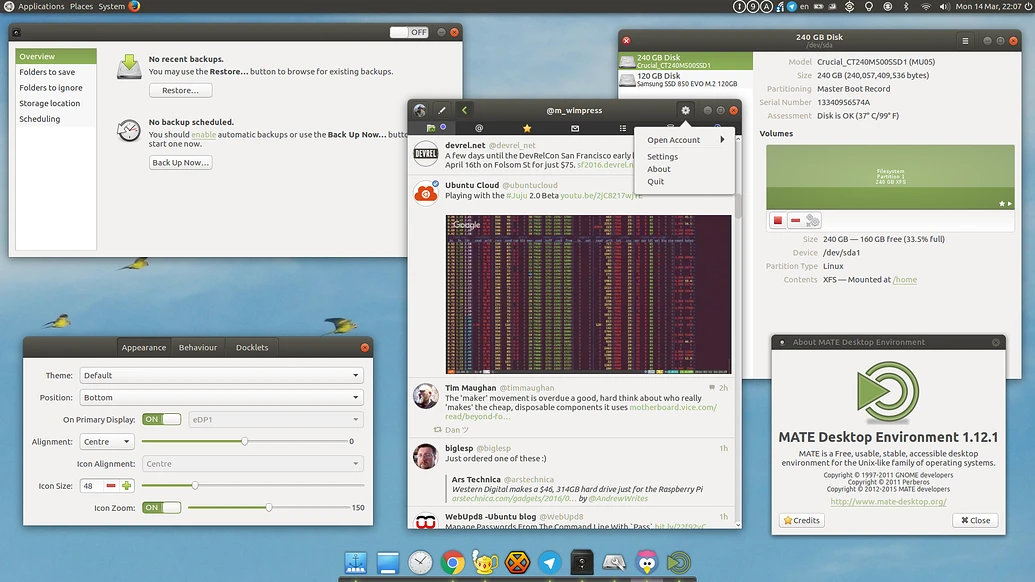 Applications Places System
en
Mon 14 Mar, 22:07
OFF
Overview
Folders to save
Folders to ignore
Storage location
Scheduling
No recent backups.
You may use the Restore... button to browse for existing backups.
Restore...
No backup scheduled.
You should enable automatic backups or use the Back Up Now...
start one now.
Back Up Now...
240 GB Disk
/dev/sda
240 GB Disk
Crucial_CT240M500SSD1
120 GB Disk
Samsung SSD 850 EVO M.2 120GB
Model Crucial_CT240M500SSD1 (MU05)
Size 240 GB (240,057,409,536 bytes)
Partitioning Master Boot Record
Serial Number 13340956574A
Assessment Disk is OK (37° C/99° F)
Volumes
Filesystem
Partition 1
240 GB XFS
Size 240 GB — 160 GB free (33.5% full)
Device /dev/sda1
Partition Type Linux
Contents XFS — Mounted at /home
@m_wimpress
Open Account
Settings
About
Quit
devrel.net @devrel_net
A few days until the DevRelCon San Francisco early
April 16th on Folsom St for just $75. sf2016.devrel.n
DEVREL
Ubuntu Cloud @ubuntucloud
Playing with the #Juju 2.0 Beta youtu.be/2jC8217wjYE
Google
Tim Maughan @timmaughan 2h
The 'maker' movement is overdue a good, hard think about who really
'makes' the cheap, disposable components it uses motherboard.vice.com/
read/beyond-fo...
Dan ツ
biglesp @biglesp 1h
Just ordered one of these :)
Ars Technica @arstechnica
Western Digital makes a $46, 314GB hard drive just for the Raspberry Pi
arstechnica.com/gadgets/2016/0... by @AndrewWrites
WebUpd8 -Ubuntu blog @WebUpd8 1h
Manage Passwords From The Command Line With `Pass`
Appearance Behaviour Docklets
Theme: Default
Position: Bottom
On Primary Display: ON eDP1
Alignment: Centre 0
Icon Alignment: Centre
Icon Size: 48
Icon Zoom: ON 150
About MATE Desktop Environment
MATE Desktop Environment 1.12.1
MATE is a Free, usable, stable, accessible desktop
environment for the Unix-like family of operating systems.
Copyright © 1997-2011 GNOME developers
Copyright © 2011 Perberos
Copyright © 2012-2015 MATE developers
http://www.mate-desktop.org/
Credits
Close